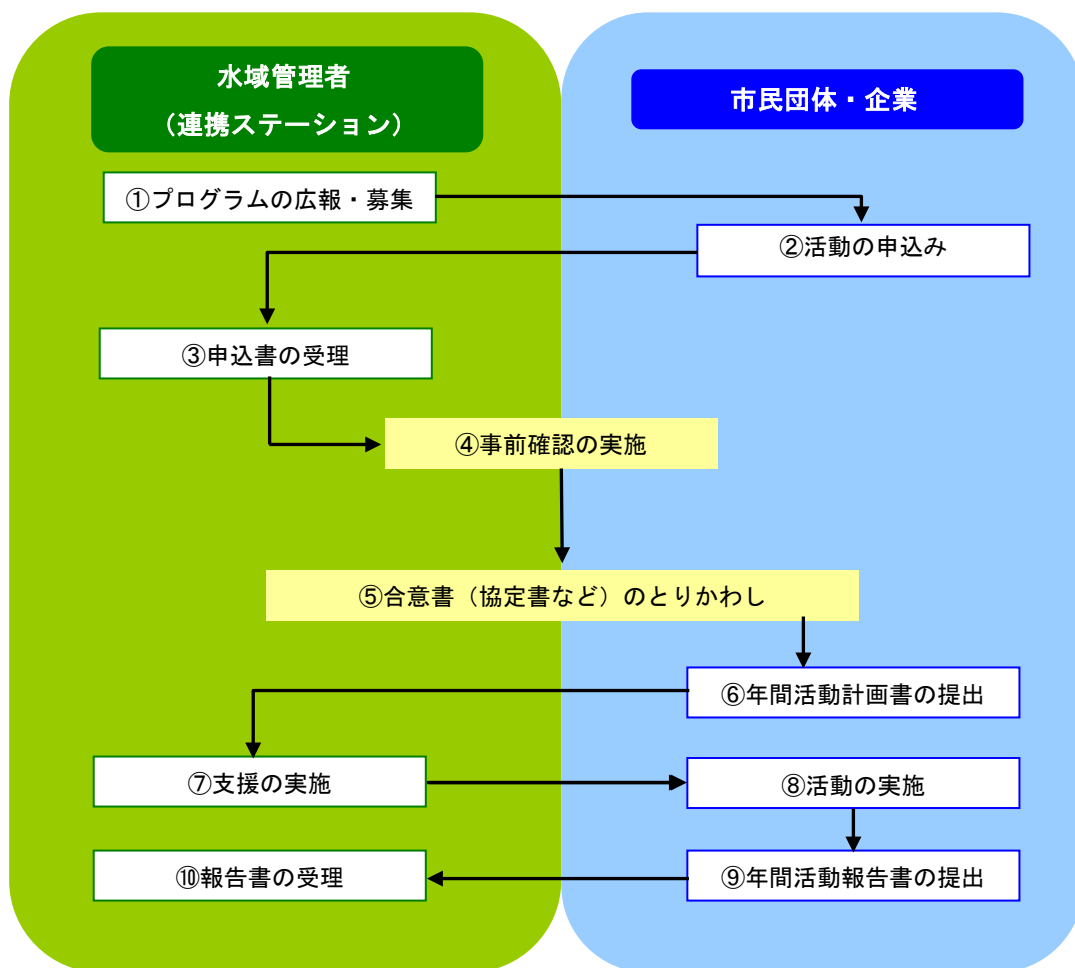 水域管理者
（連携ステーション）
市民団体・企業
①プログラムの広報・募集
②活動の申込み
③申込書の受理
④事前確認の実施
⑤合意書（協定書など）のとりかわし
⑥年間活動計画書の提出
⑦支援の実施
⑧活動の実施
⑨年間活動報告書の提出
⑩報告書の受理